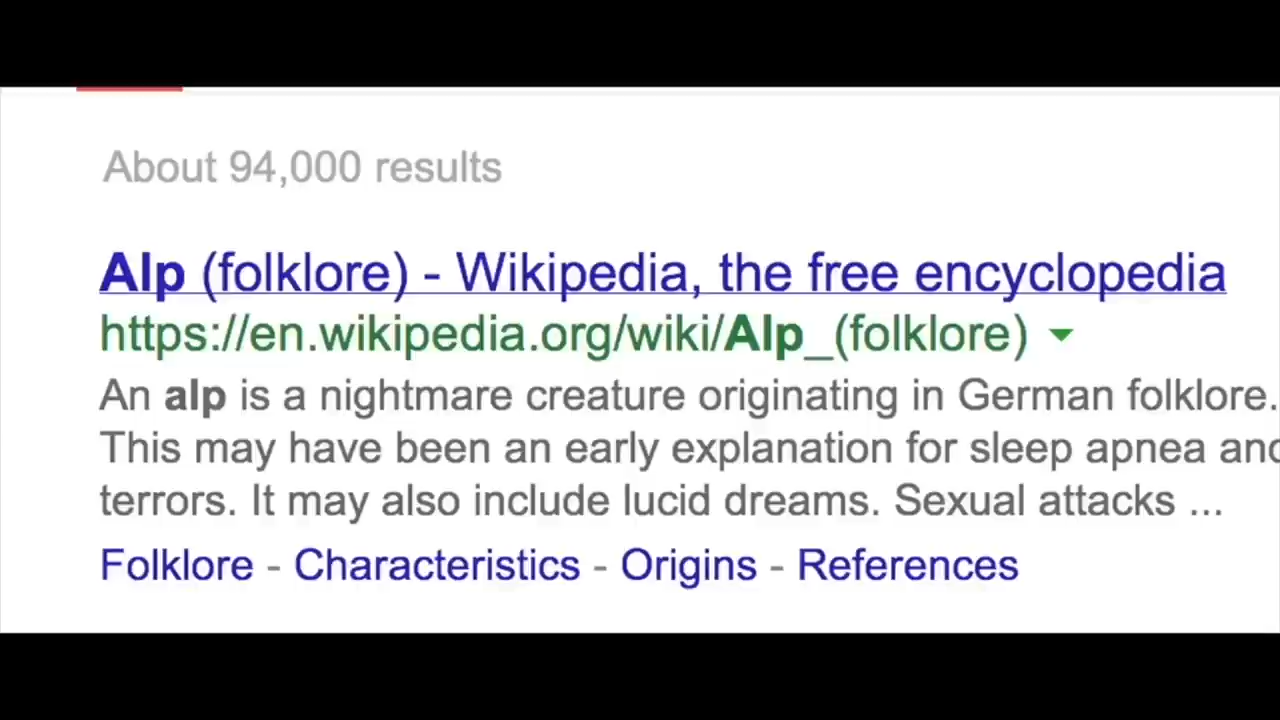 About 94,000 results
Alp (folklore) - Wikipedia, the free encyclopedia
https://en.wikipedia.org/wiki/Alp_(folklore)
An alp is a nightmare creature originating in German folklore.
This may have been an early explanation for sleep apnea and
terrors. It may also include lucid dreams. Sexual attacks ...
Folklore - Characteristics - Origins - References